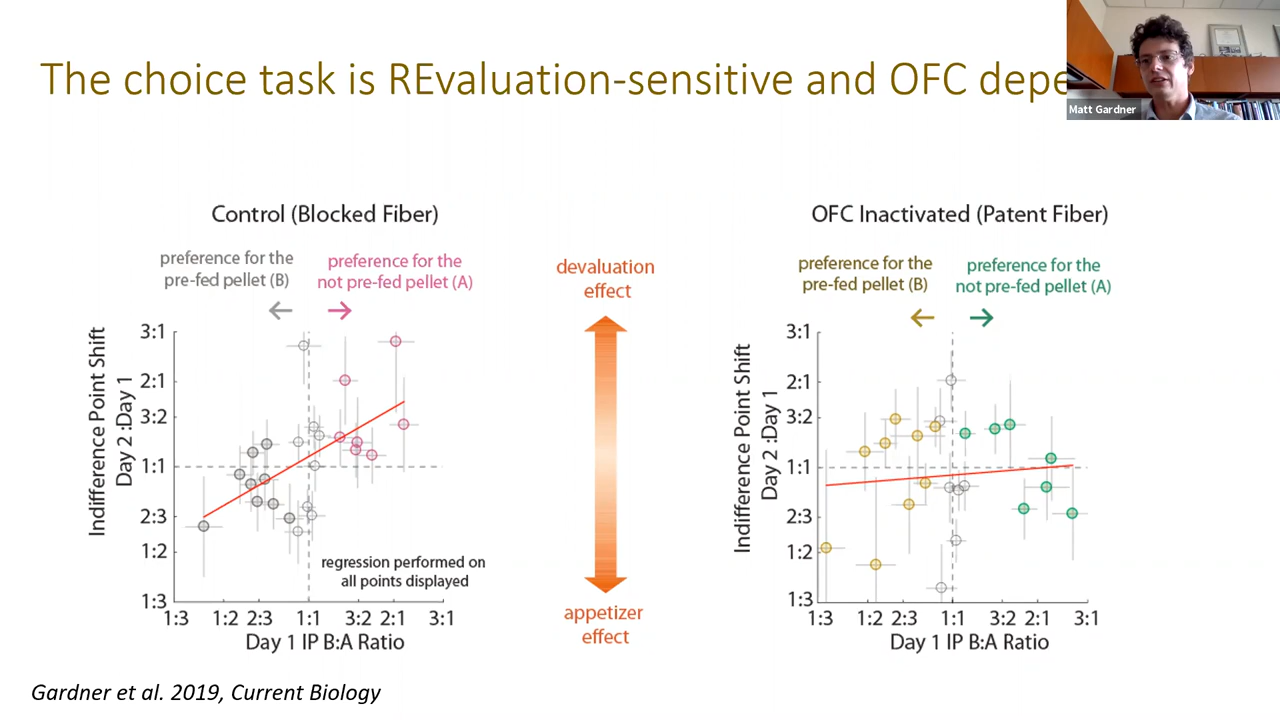 The choice task is REvaluation-sensitive and OFC depe
Matt Gardner
Control (Blocked Fiber)
preference for the
pre-fed pellet (B)
preference for the
not pre-fed pellet (A)
Indifference Point Shift
Day 2 :Day 1
3:1
2:1
3:2
1:1
2:3
1:2
1:3
regression performed on
all points displayed
1:3 1:2 2:3 1:1 3:2 2:1 3:1
Day 1 IP B:A Ratio
devaluation
effect
appetizer
effect
OFC Inactivated (Patent Fiber)
preference for the
pre-fed pellet (B)
preference for the
not pre-fed pellet (A)
Indifference Point Shift
Day 2 :Day 1
3:1
2:1
3:2
1:1
2:3
1:2
1:3
1:3 1:2 2:3 1:1 3:2 2:1 3:1
Day 1 IP B:A Ratio
Gardner et al. 2019, Current Biology